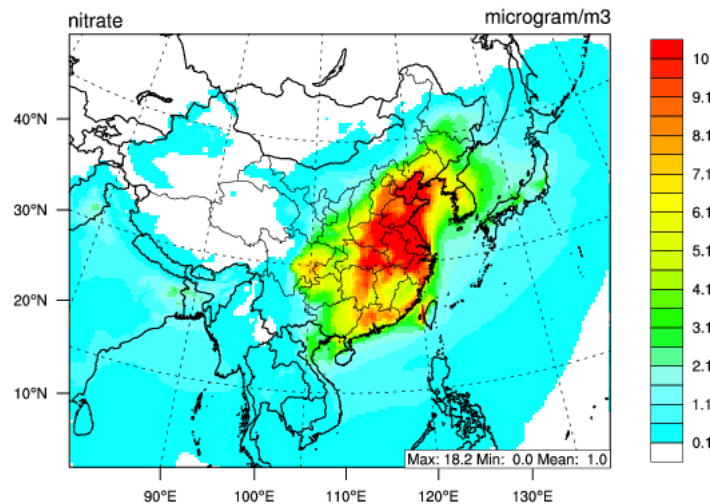 nitrate microgram/m3
40°N
30°N
20°N
10°N
90°E 100°E 110°E 120°E 130°E
Max: 18.2 Min: 0.0 Mean: 1.0
10
9.1
8.1
7.1
6.1
5.1
4.1
3.1
2.1
1.1
0.1